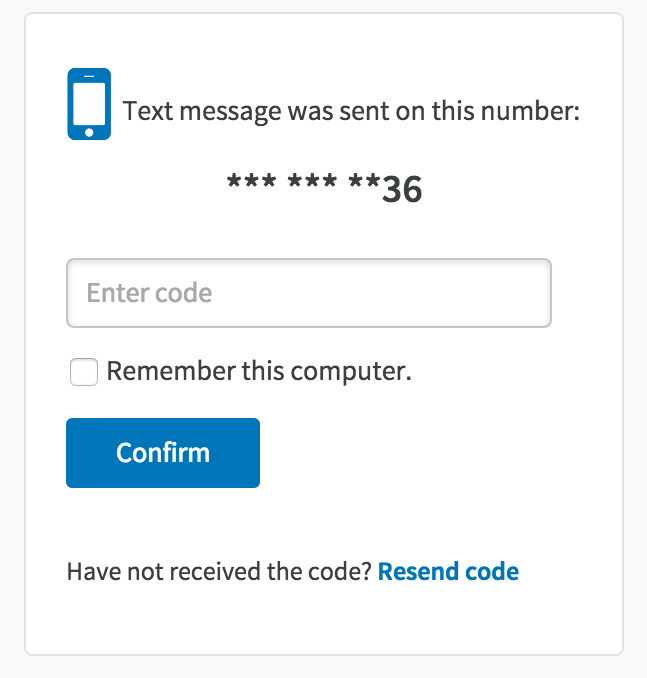 Text message was sent on this number:
*** *** **36
Enter code
Remember this computer.
Confirm
Have not received the code? Resend code